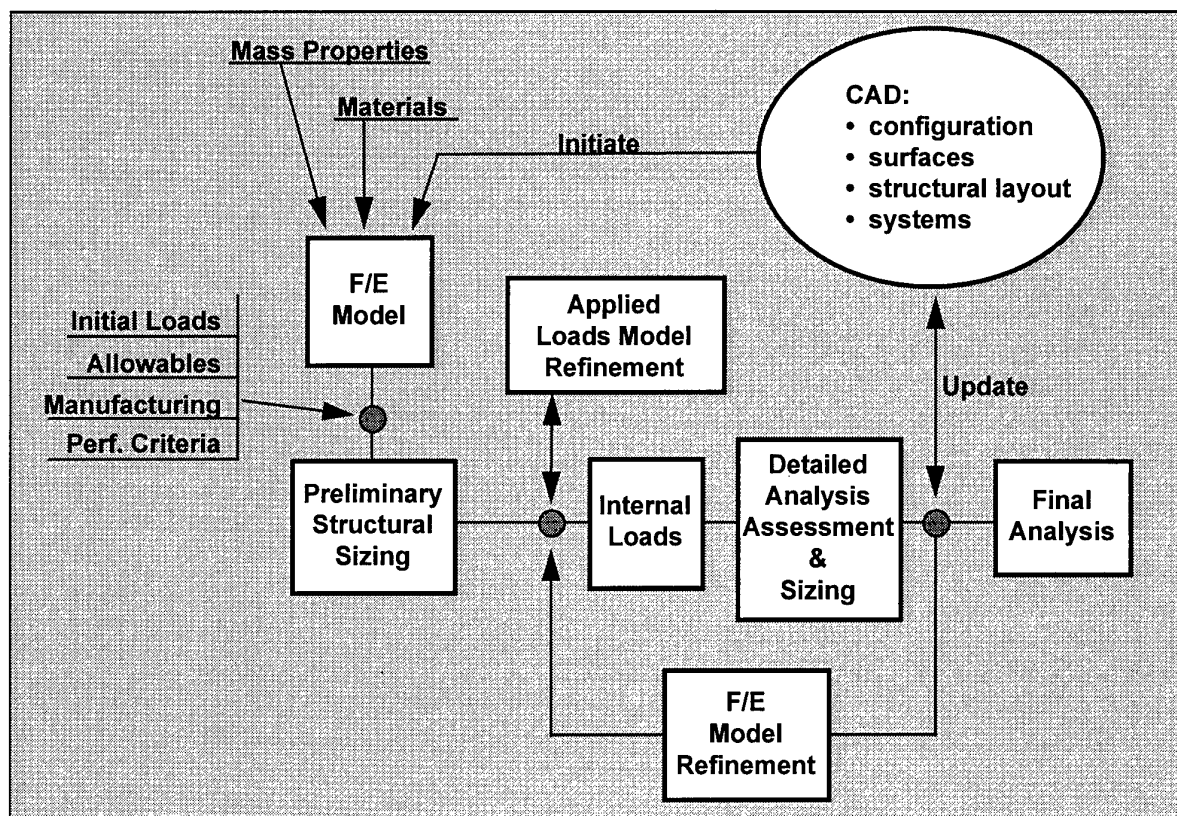 Mass Properties
Materials
Initiate
CAD:
• configuration
• surfaces
• structural layout
• systems
F/E
Model
Initial Loads
Allowables
Manufacturing
Perf. Criteria
Applied
Loads Model
Refinement
Update
Preliminary
Structural
Sizing
Internal
Loads
Detailed
Analysis
Assessment
&
Sizing
Final
Analysis
F/E
Model
Refinement